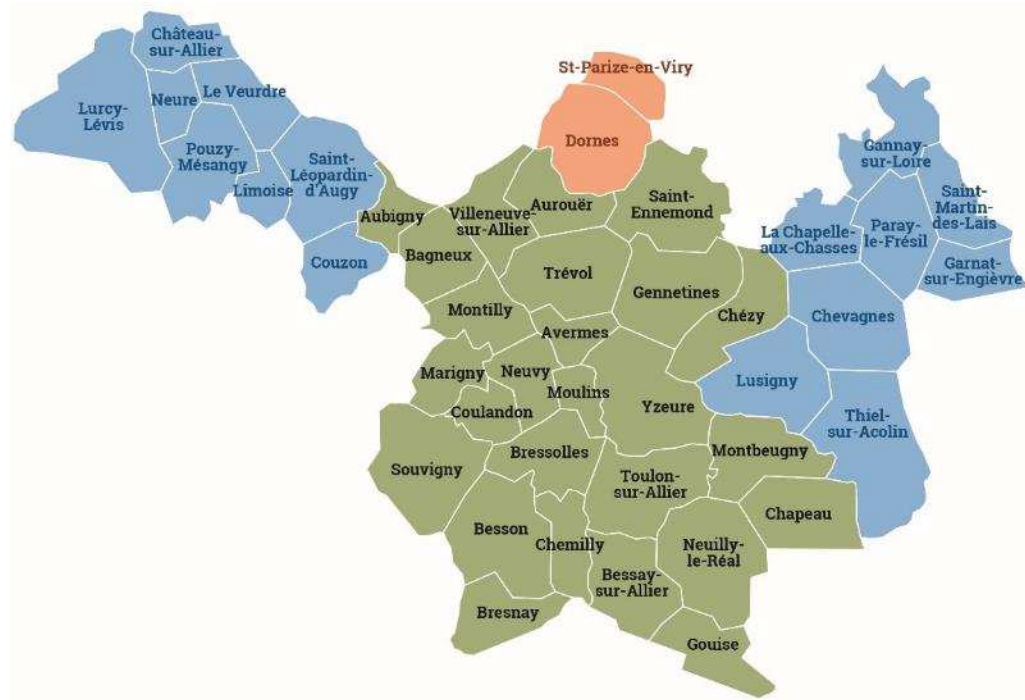 Château-
sur-Allier
Lurcy-
Lévis
Neure
Le Veurdre
Pouzy-
Mésangy
Limoise
Saint-
Léopardin-
d'Augy
Couzon
St-Parize-en-Viry
Dornes
Aubigny
Bagneux
Villeneuve-
sur-Allier
Aurouër
Saint-
Ennemond
Trévol
Gennetines
Chézy
Montilly
Avermes
Marigny
Neuvy
Moulins
Coulandon
Yzeure
Souvigny
Bressolles
Toulon-
sur-Allier
Montbeugny
Chapeau
Besson
Chemilly
Neuilly-
le-Réal
Bessay-
sur-Allier
Bresnay
Gouise
Gannay-
sur-Loire
Saint-
Martin-
des-Lais
La Chapelle-
aux-Chasses
Paray-
le-Frésil
Garnat-
sur-Engièvre
Chevagnes
Lusigny
Thiel-
sur-Acolin